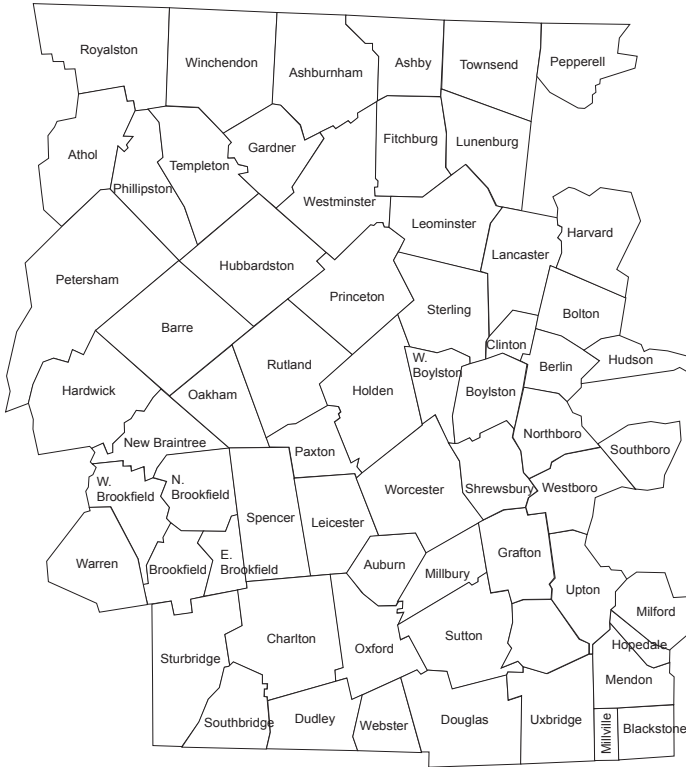 Royalston
Winchendon
Ashburnham
Ashby
Townsend
Pepperell
Athol
Phillipston
Templeton
Gardner
Fitchburg
Lunenburg
Westminster
Leominster
Lancaster
Harvard
Petersham
Hubbardston
Princeton
Sterling
Bolton
Barre
Clinton
Hudson
Hardwick
Oakham
Rutland
Holden
W.
Boylston
Boylston
Berlin
New Braintree
Paxton
Northboro
Southboro
W.
Brookfield
N.
Brookfield
Spencer
Leicester
Worcester
Shrewsbury
Westboro
Warren
Brookfield
E.
Brookfield
Auburn
Millbury
Grafton
Upton
Milford
Sturbridge
Charlton
Oxford
Sutton
Hopedale
Mendon
Southbridge
Dudley
Webster
Douglas
Uxbridge
Millville
Blackstone